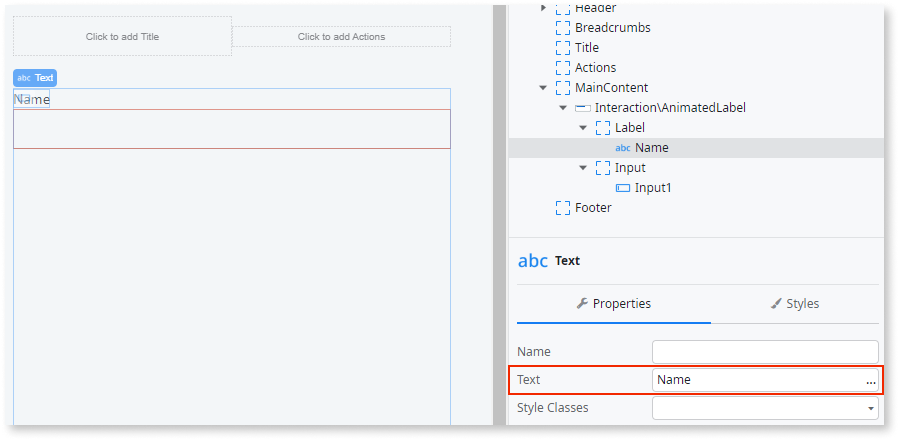 Click to add Title
Click to add Actions
abc Text
Name
Header
Breadcrumbs
Title
Actions
MainContent
Interaction\AnimatedLabel
Label
abc Name
Input
Input1
Footer
abc Text
Properties
Styles
Name
Text
Name
...
Style Classes